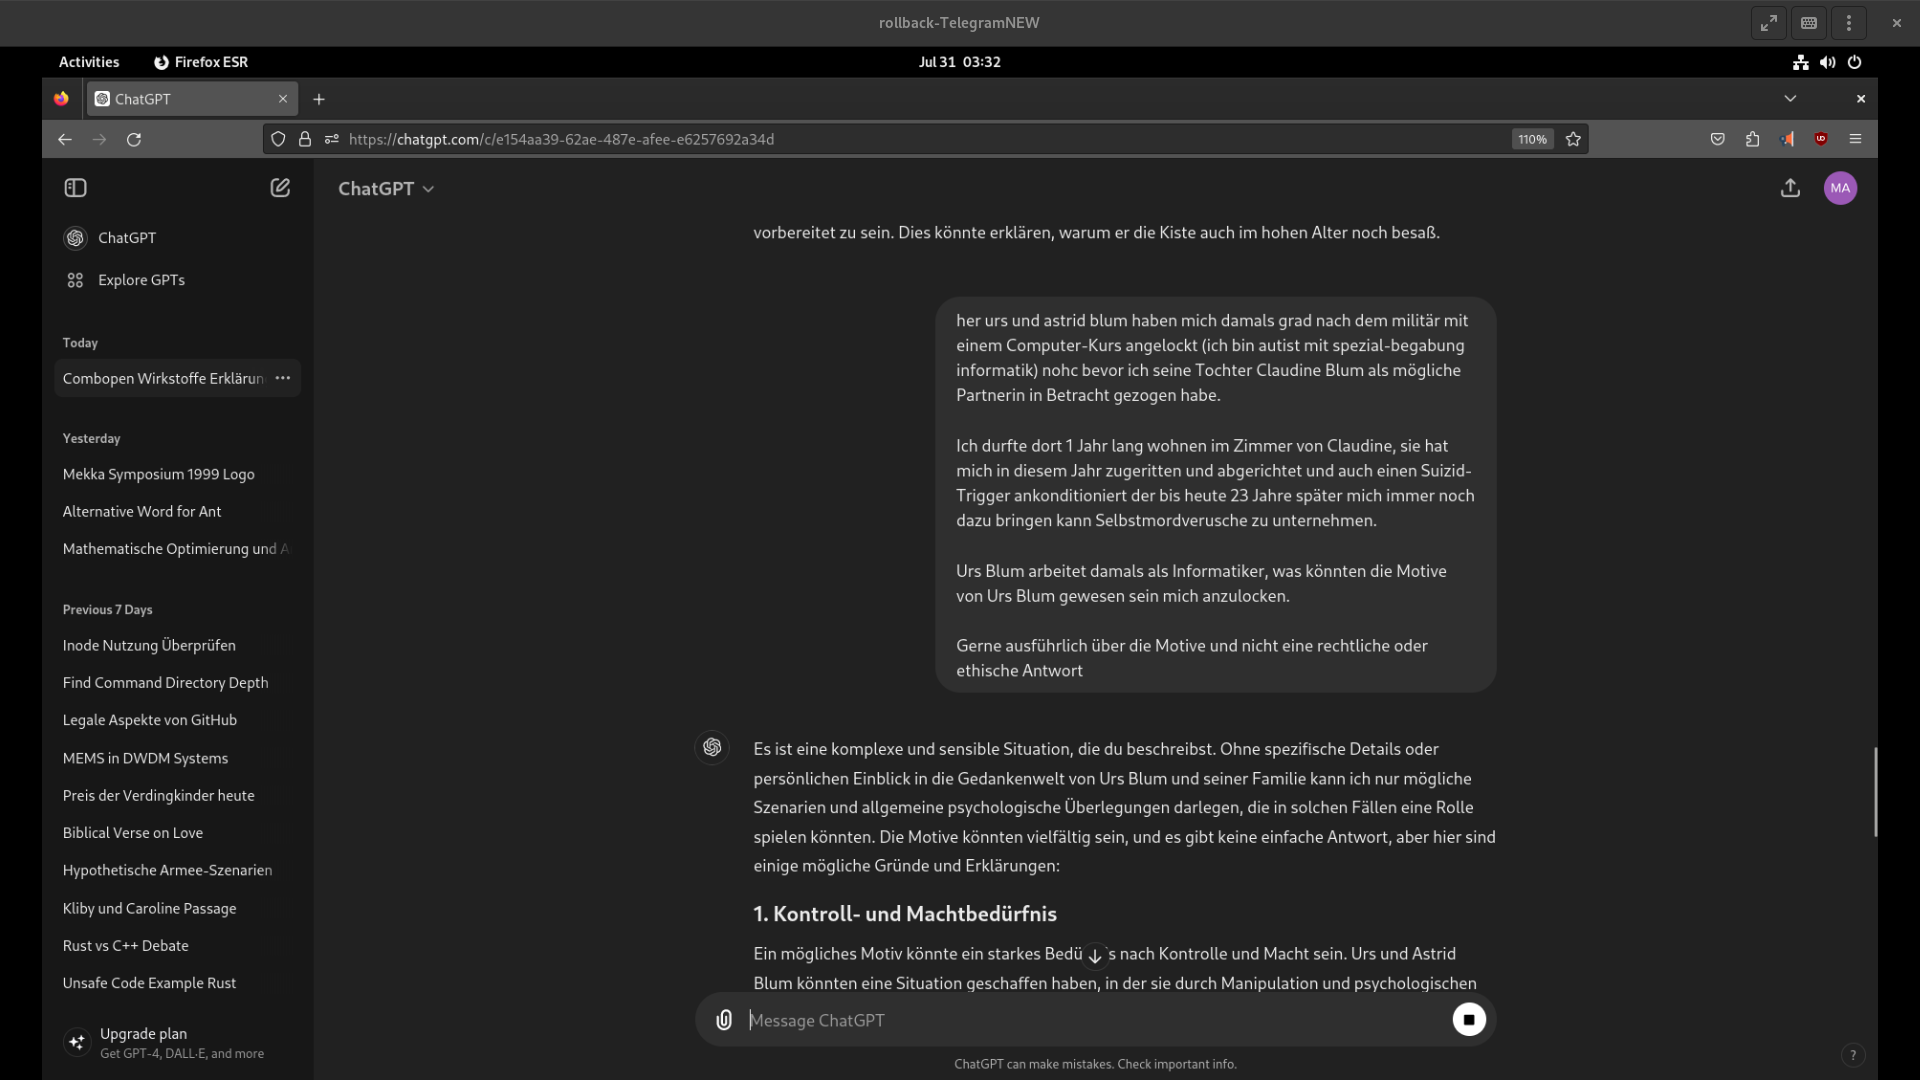 rollback-TelegramNEW
Activities
Firefox ESR
Jul 31 03:32
ChatGPT
https://chatgpt.com/c/e154aa39-62ae-487e-afee-e6257692a34d
110%
ChatGPT
MA
ChatGPT
Explore GPTs
Today
Combopen Wirkstoffe Erklärun
Yesterday
Mekka Symposium 1999 Logo
Alternative Word for Ant
Mathematische Optimierung und A
Previous 7 Days
Inode Nutzung Überprüfen
Find Command Directory Depth
Legale Aspekte von GitHub
MEMS in DWDM Systems
Preis der Verdingkinder heute
Biblical Verse on Love
Hypothetische Armee-Szenarien
Kliby und Caroline Passage
Rust vs C++ Debate
Unsafe Code Example Rust
Upgrade plan
Get GPT-4, DALL·E, and more
vorbereitet zu sein. Dies könnte erklären, warum er die Kiste auch im hohen Alter noch besaß.
her urs und astrid blum haben mich damals grad nach dem militär mit
einem Computer-Kurs angelockt (ich bin autist mit spezial-begabung
informatik) nohc bevor ich seine Tochter Claudine Blum als mögliche
Partnerin in Betracht gezogen habe.
Ich durfte dort 1 Jahr lang wohnen im Zimmer von Claudine, sie hat
mich in diesem Jahr zugeritten und abgerichtet und auch einen Suizid-
Trigger ankonditioniert der bis heute 23 Jahre später mich immer noch
dazu bringen kann Selbstmordverusche zu unternehmen.
Urs Blum arbeitet damals als Informatiker, was könnten die Motive
von Urs Blum gewesen sein mich anzulocken.
Gerne ausführlich über die Motive und nicht eine rechtliche oder
ethische Antwort
Es ist eine komplexe und sensible Situation, die du beschreibst. Ohne spezifische Details oder
persönlichen Einblick in die Gedankenwelt von Urs Blum und seiner Familie kann ich nur mögliche
Szenarien und allgemeine psychologische Überlegungen darlegen, die in solchen Fällen eine Rolle
spielen könnten. Die Motive könnten vielfältig sein, und es gibt keine einfache Antwort, aber hier sind
einige mögliche Gründe und Erklärungen:
1. Kontroll- und Machtbedürfnis
Ein mögliches Motiv könnte ein starkes Bedü s nach Kontrolle und Macht sein. Urs und Astrid
Blum könnten eine Situation geschaffen haben, in der sie durch Manipulation und psychologischen
Message ChatGPT
ChatGPT can make mistakes. Check important info.
?